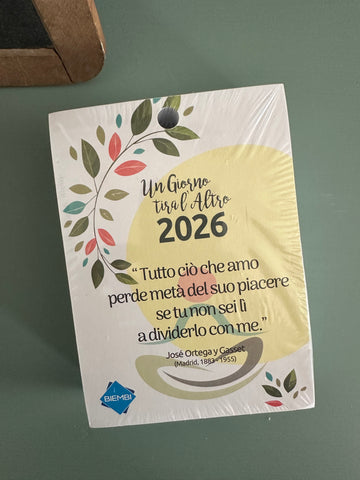 Un Giorno
tira l'Altro
2026
“Tutto ciò che amo
perde metà del suo piacere
se tu non sei lì
a dividerlo con me.”
José Ortega y Gasset
(Madrid, 1883 - 1955)
BIEMBI